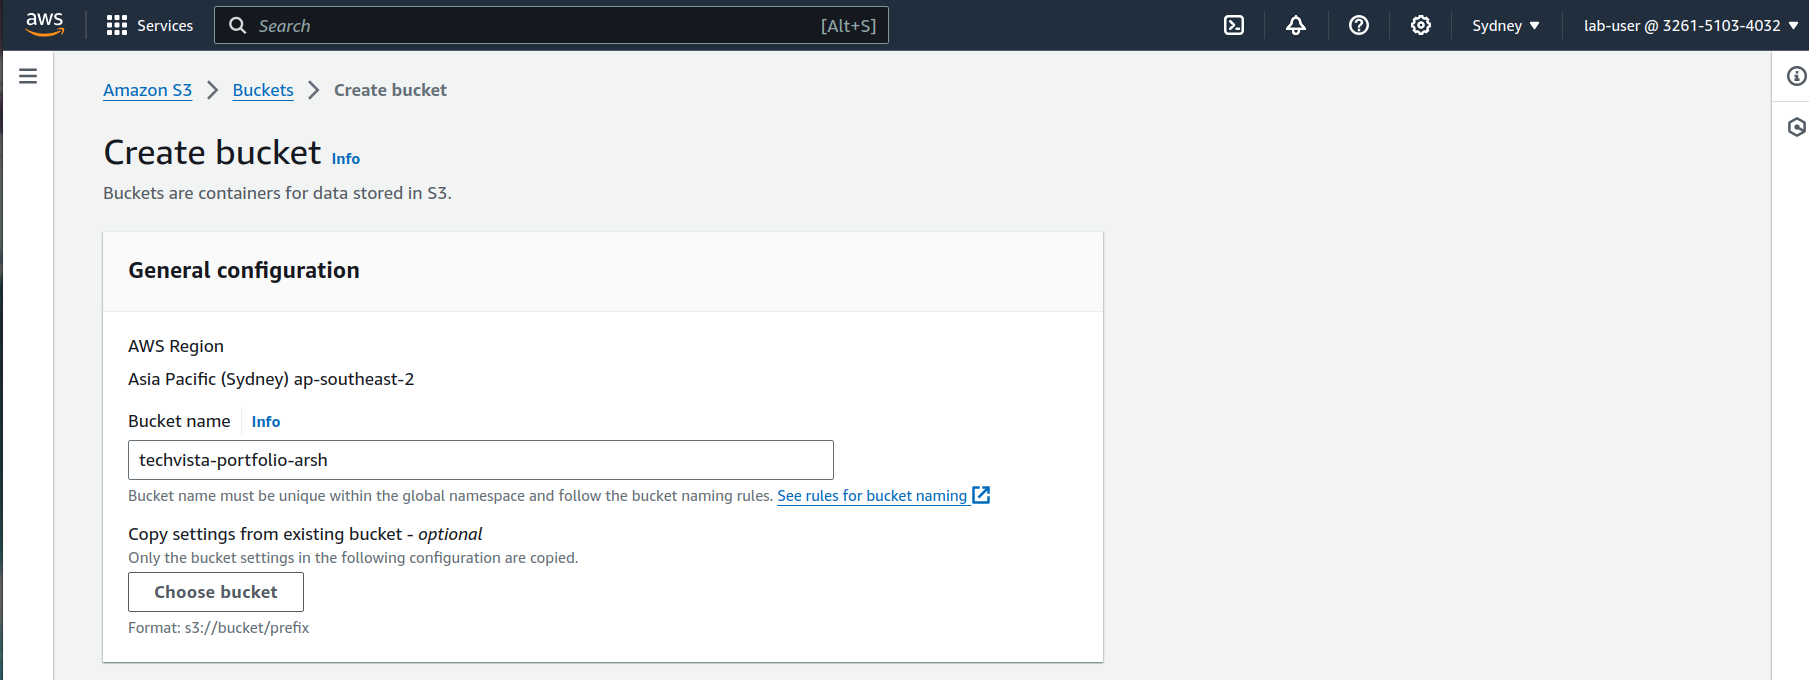 aws Services Search [Alt+S] Sydney lab-user @ 3261-5103-4032
Amazon S3 Buckets Create bucket
Create bucket Info
Buckets are containers for data stored in S3.
General configuration
AWS Region
Asia Pacific (Sydney) ap-southeast-2
Bucket name Info
techvista-portfolio-arsh
Bucket name must be unique within the global namespace and follow the bucket naming rules. See rules for bucket naming
Copy settings from existing bucket - optional
Only the bucket settings in the following configuration are copied.
Choose bucket
Format: s3://bucket/prefix